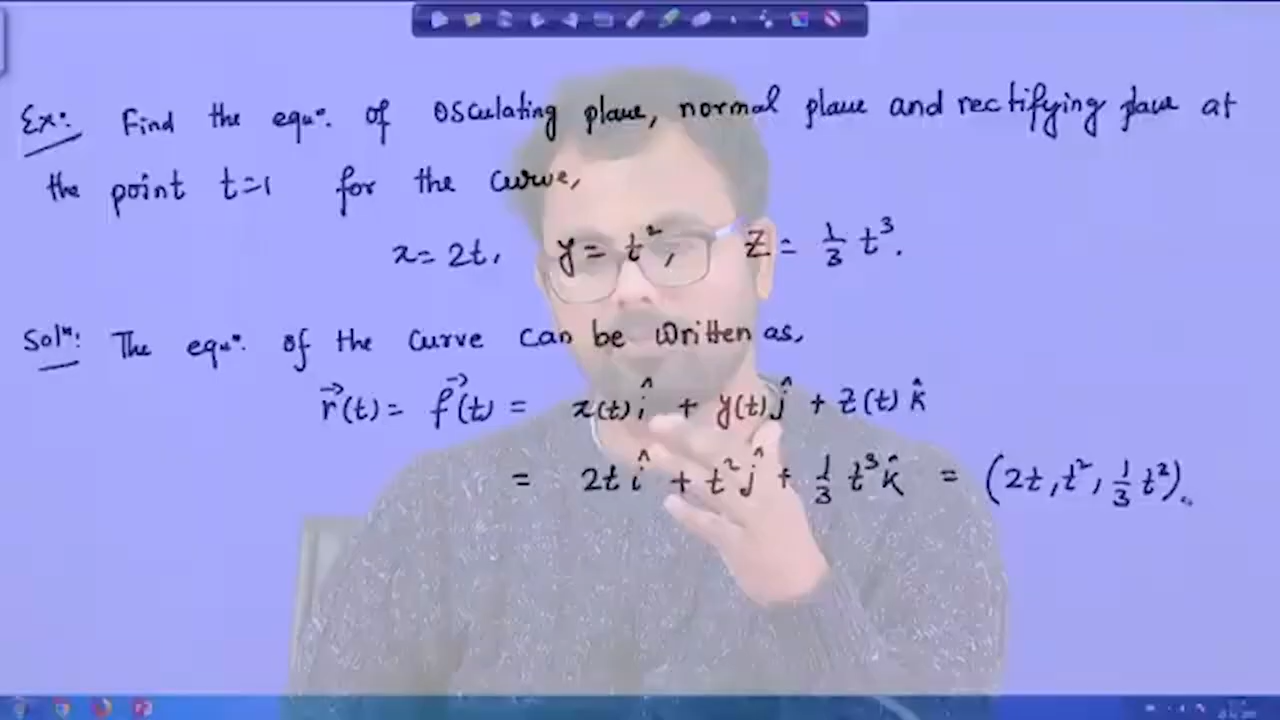 Ex: Find the equⁿ. of osculating plane, normal plane and rectifying plane at
the point t=1 for the curve,
x= 2t, y= t², z= 1/3 t³.
Solⁿ: The equⁿ. of the curve can be written as,
r⃗(t)= f⃗(t) = x(t)î + y(t)ĵ + z(t)k̂
= 2t î + t² ĵ + 1/3 t³ k̂ = (2t, t², 1/3 t²).